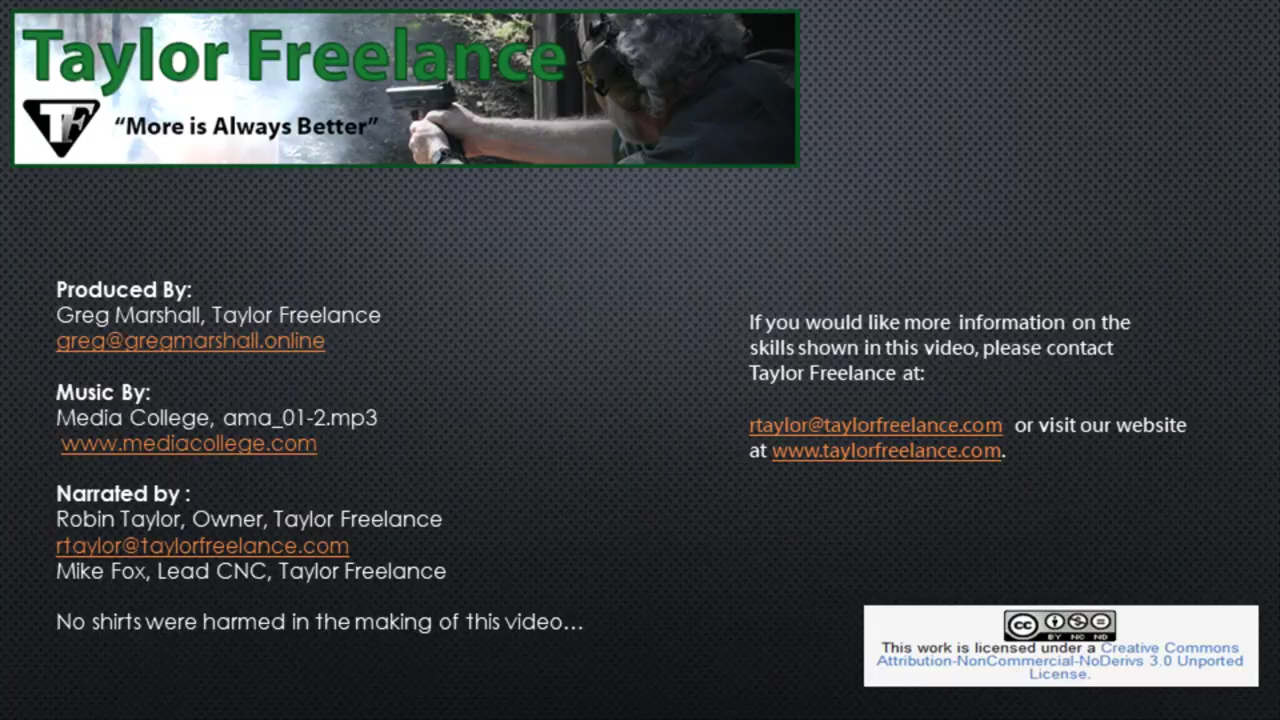 Taylor Freelance
TF
“More is Always Better”
Produced By:
Greg Marshall, Taylor Freelance
greg@gregmarshall.online
Music By:
Media College, ama_01-2.mp3
www.mediacollege.com
Narrated by :
Robin Taylor, Owner, Taylor Freelance
rtaylor@taylorfreelance.com
Mike Fox, Lead CNC, Taylor Freelance
No shirts were harmed in the making of this video…
If you would like more information on the
skills shown in this video, please contact
Taylor Freelance at:
rtaylor@taylorfreelance.com or visit our website
at www.taylorfreelance.com.
cc
BY NC ND
This work is licensed under a Creative Commons
Attribution-NonCommercial-NoDerivs 3.0 Unported
License.